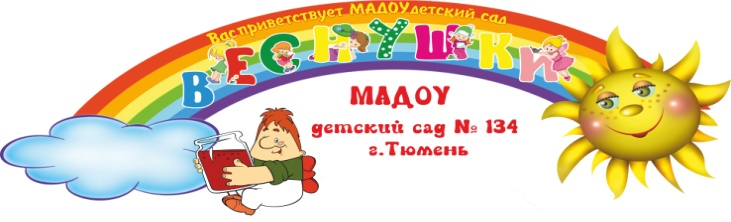 Вас приветствует МАДОУ детский сад
ВЕСНУШКИ
МАДОУ
детский сад № 134
г.Тюмень